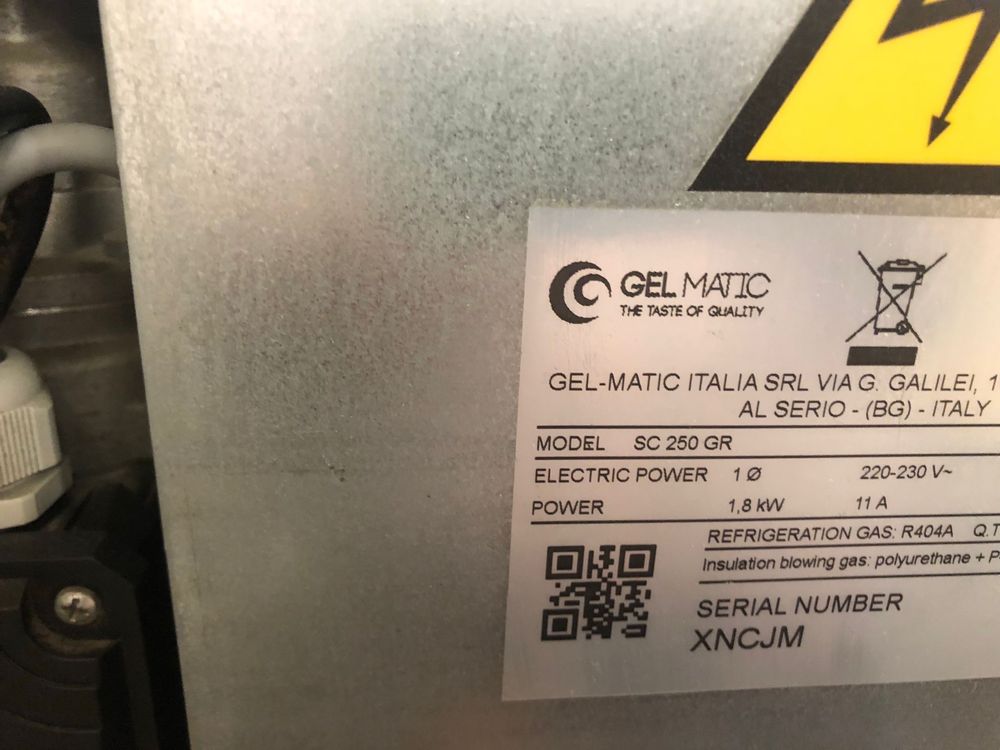 GEL MATIC
THE TASTE OF QUALITY
GEL-MATIC ITALIA SRL VIA G. GALILEI, 1
AL SERIO - (BG) - ITALY
MODEL SC 250 GR
ELECTRIC POWER 1 Ø 220-230 V~
POWER 1,8 kW 11 A
REFRIGERATION GAS: R404A Q.T
Insulation blowing gas: polyurethane + P
SERIAL NUMBER
XNCJM